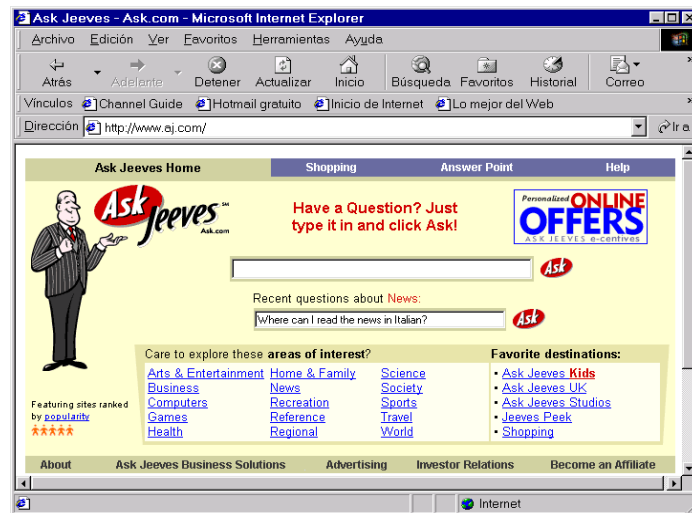 Ask Jeeves - Ask.com - Microsoft Internet Explorer
Archivo Edición Ver Favoritos Herramientas Ayuda
Atrás Adelante Detener Actualizar Inicio Búsqueda Favoritos Historial Correo
Vínculos Channel Guide Hotmail gratuito Inicio de Internet Lo mejor del Web
Dirección http://www.aj.com/ Ir a
Ask Jeeves Home Shopping Answer Point Help
Ask Jeeves SM
Ask.com
Have a Question? Just
type it in and click Ask!
Personalized ONLINE
OFFERS
ASK JEEVES e-centives
Ask
Recent questions about News:
Where can I read the news in Italian? Ask
Care to explore these areas of interest? Favorite destinations:
Arts & Entertainment Home & Family Science • Ask Jeeves Kids
Business News Society • Ask Jeeves UK
Computers Recreation Sports • Ask Jeeves Studios
Games Reference Travel • Jeeves Peek
Health Regional World • Shopping
Featuring sites ranked
by popularity
About Ask Jeeves Business Solutions Advertising Investor Relations Become an Affiliate
Internet